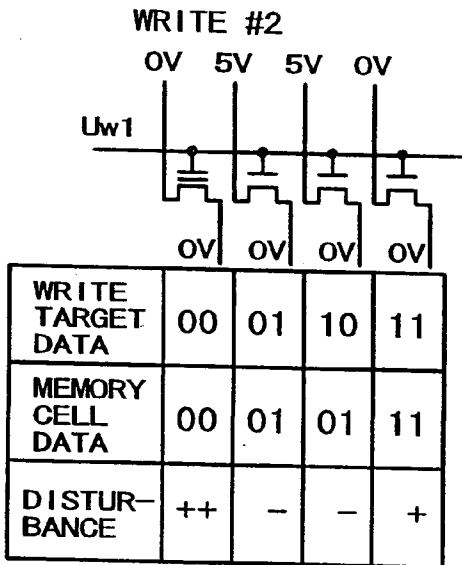 WRITE #2
0V 5V 5V 0V
Uw1
0V 0V 0V 0V
WRITE TARGET DATA 00 01 10 11
MEMORY CELL DATA 00 01 01 11
DISTUR-BANCE ++ - - +